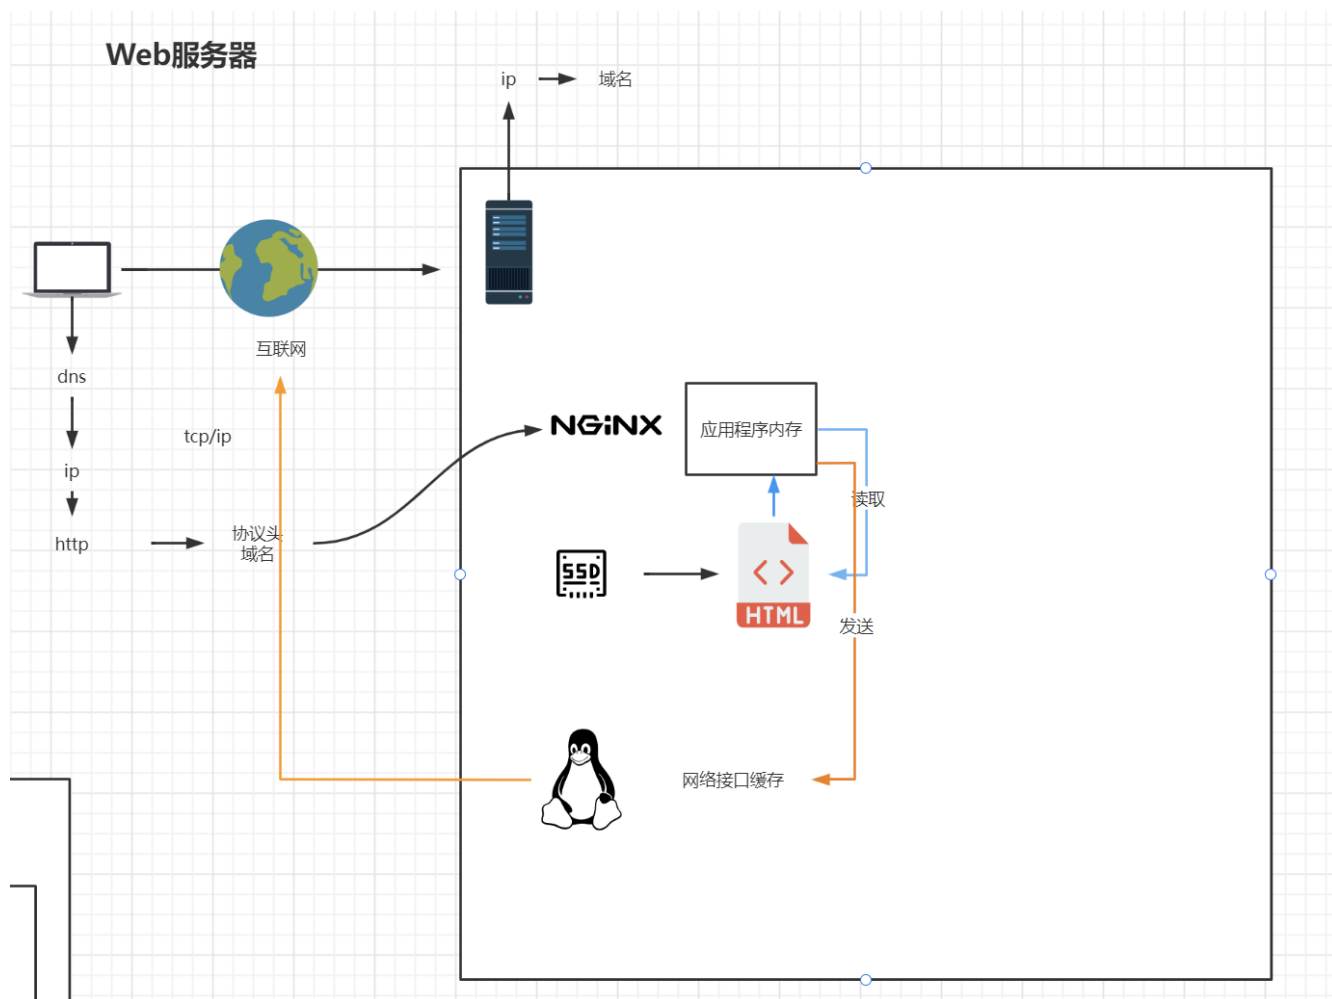 Web服务器
ip
域名
互联网
dns
tcp/ip
ip
http
协议头
域名
NGiNX
应用程序内存
读取
SSD
HTML
发送
网络接口缓存